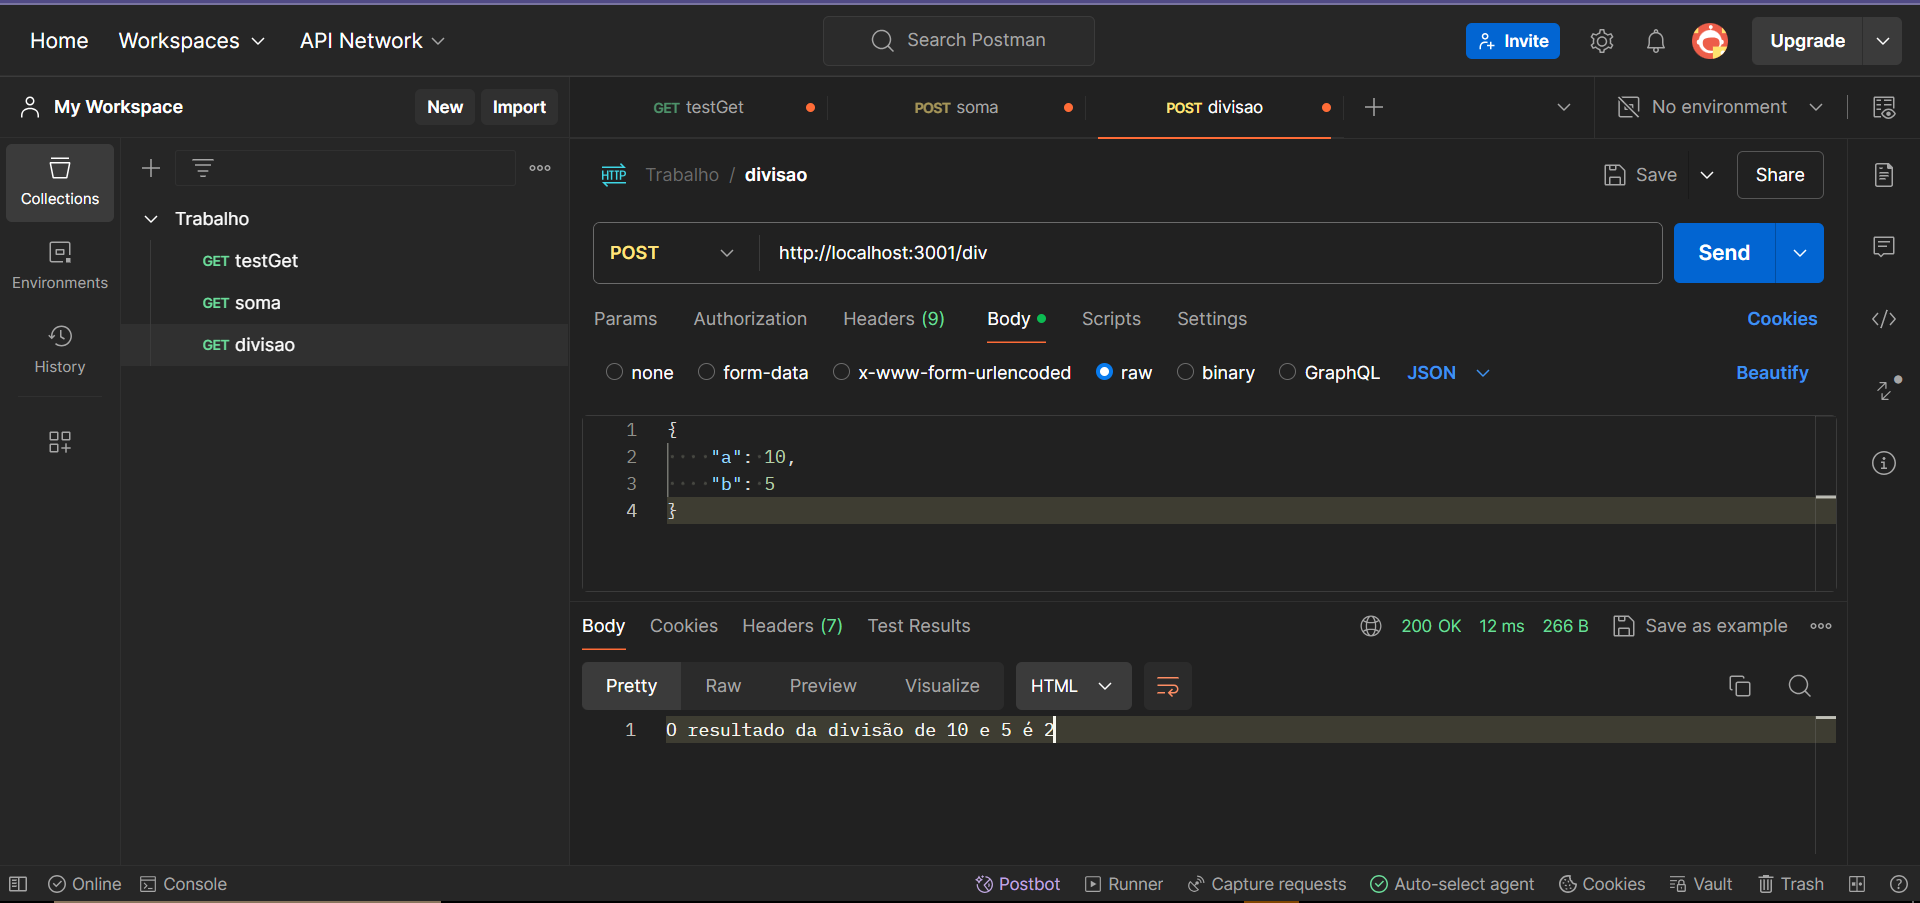 Home Workspaces API Network Search Postman Invite Upgrade
My Workspace New Import GET testGet POST soma POST divisao No environment
Collections
Environments
History
Trabalho
GET testGet
GET soma
GET divisao
HTTP Trabalho / divisao Save Share
POST http://localhost:3001/div Send
Params Authorization Headers (9) Body Scripts Settings Cookies
none form-data x-www-form-urlencoded raw binary GraphQL JSON Beautify
1 {
2 "a": 10,
3 "b": 5
4 }
Body Cookies Headers (7) Test Results 200 OK 12 ms 266 B Save as example
Pretty Raw Preview Visualize HTML
1 O resultado da divisão de 10 e 5 é 2
Online Console Postbot Runner Capture requests Auto-select agent Cookies Vault Trash